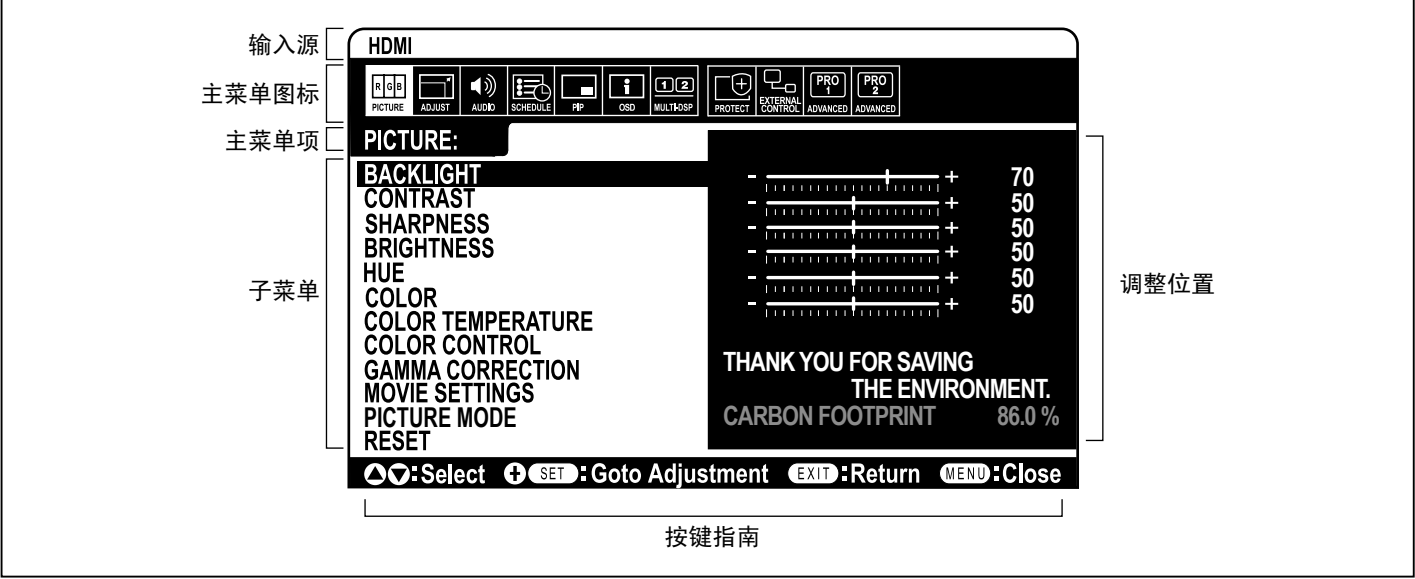 输入源
HDMI
主菜单图标
R G B
PICTURE
ADJUST
AUDIO
SCHEDULE
PIP
i
OSD
1 2
MULTI-DSP
PROTECT
EXTERNAL
CONTROL
PRO
1
ADVANCED
PRO
2
ADVANCED
主菜单项
PICTURE:
子菜单
BACKLIGHT - + 70
CONTRAST - + 50
SHARPNESS - + 50
BRIGHTNESS - + 50
HUE - + 50
COLOR - + 50
COLOR TEMPERATURE
COLOR CONTROL
GAMMA CORRECTION
MOVIE SETTINGS
PICTURE MODE
RESET
THANK YOU FOR SAVING
THE ENVIRONMENT.
CARBON FOOTPRINT 86.0 %
调整位置
:Select SET:Goto Adjustment EXIT:Return MENU:Close
按键指南